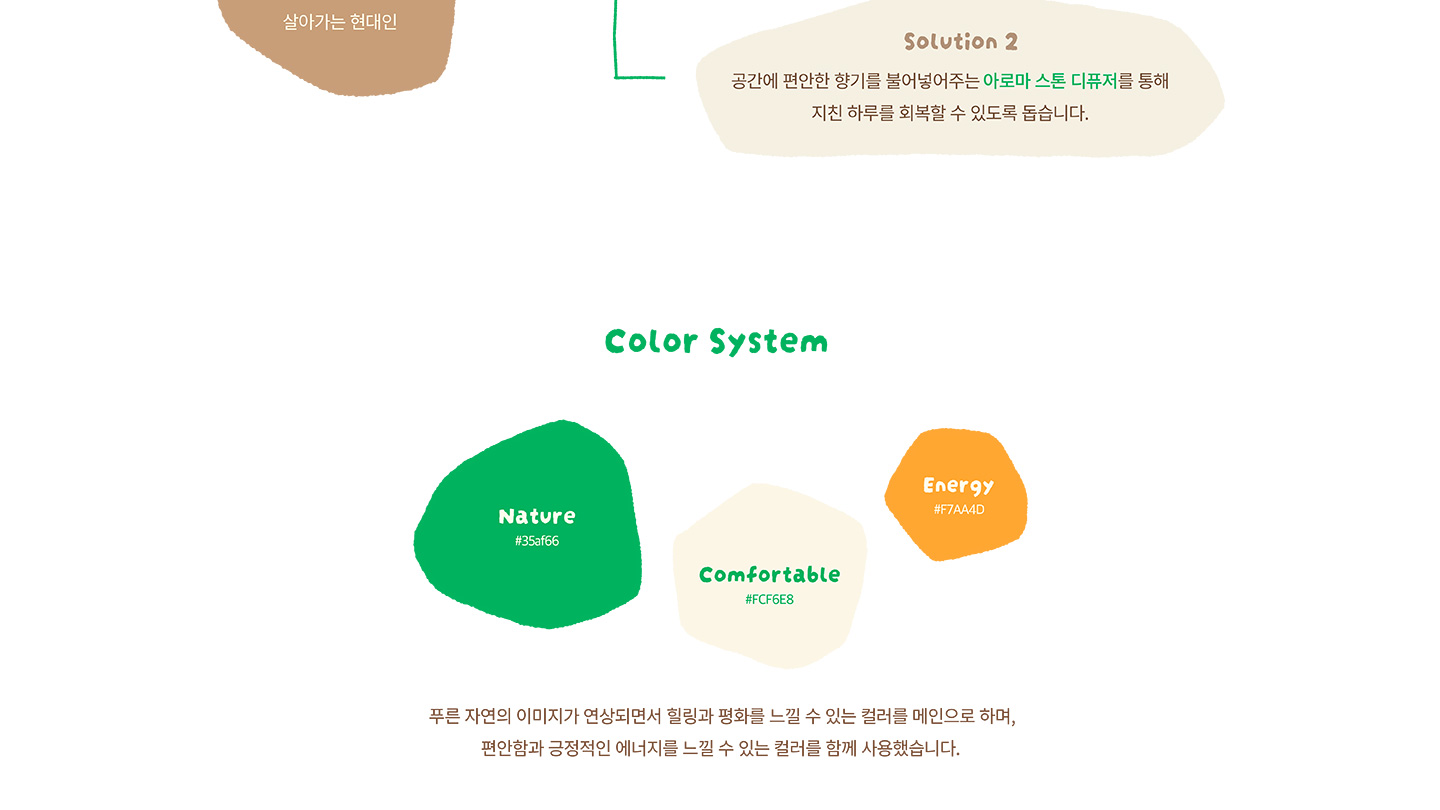 살아가는 현대인
Solution 2
공간에 편안한 향기를 불어넣어주는 아로마 스톤 디퓨저를 통해
지친 하루를 회복할 수 있도록 돕습니다.
Color System
Nature
#35af66
Comfortable
#FCF6E8
Energy
#F7AA4D
푸른 자연의 이미지가 연상되면서 힐링과 평화를 느낄 수 있는 컬러를 메인으로 하며,
편안함과 긍정적인 에너지를 느낄 수 있는 컬러를 함께 사용했습니다.